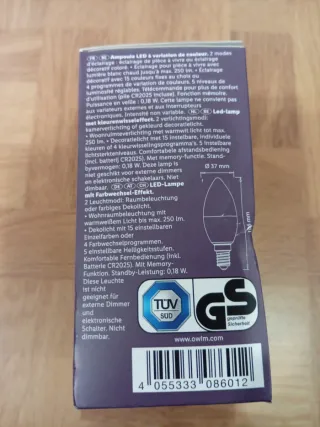 FR BE Ampoule LED à variation de couleur. 2 modes
d'éclairage : éclairage de pièce à vivre ou éclairage
décoratif coloré. • Eclairage pour pièce à vivre avec
lumière blanc chaud jusqu'à max. 250 lm. • Eclairage
décoratif avec 15 couleurs fixes au choix ou
4 programmes de variation de couleurs. 5 niveaux de
luminosité réglables. Télécommande pour plus de confort
d'utilisation (pile CR2025 incluse). Fonction mémoire.
Puissance en veille : 0,18 W. Cette lampe ne convient pas
aux variateurs externes et aux interrupteurs
électroniques. Intensité non variable. NL BE Led-lamp
met kleurenwisseleffect. 2 verlichtingsmodi:
kamerverlichting of gekleurd decoratielicht.
• Woonruimteverlichting met warmwit licht tot max.
250 lm. • Decoratielicht met 15 instelbare, individuele
kleuren of 4 kleurwisselingsprogramma's. 5 instelbare
lichtsterkteniveaus. Comfortabele afstandsbediening
(incl. batterij CR2025). Met memory-functie. Stand-
byvermogen: 0,18 W. Deze lamp is
niet geschikt voor externe dimmers
en elektronische schakelaars. Niet
dimbaar. DE AT CH LED-Lampe
mit Farbwechsel-Effekt.
2 Leuchtmodi: Raumbeleuchtung
oder farbiges Dekolicht.
• Wohnraumbeleuchtung mit
warmweißem Licht bis max. 250 lm.
• Dekolicht mit 15 einstellbaren
Einzelfarben oder
4 Farbwechselprogrammen.
5 einstellbare Helligkeitsstufen.
Komfortable Fernbedienung (inkl.
Batterie CR2025). Mit Memory-
Funktion. Standby-Leistung: 0,18 W.
Diese Leuchte
ist nicht
geeignet für
externe Dimmer
und
elektronische
Schalter. Nicht
dimmbar.
Ø 37 mm
TÜV
SÜD
GS
geprüfte
Sicherheit
www.owim.com
4 055333 086012